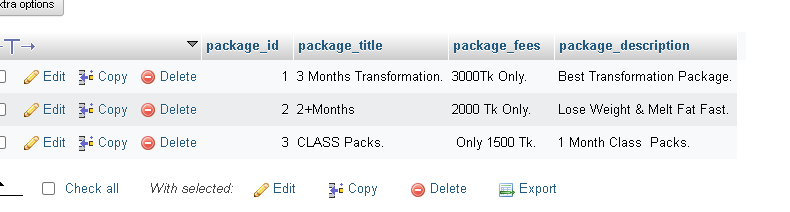 xtra options
package_id package_title package_fees package_description
Edit Copy Delete 1 3 Months Transformation. 3000Tk Only. Best Transformation Package.
Edit Copy Delete 2 2+Months 2000 Tk Only. Lose Weight & Melt Fat Fast.
Edit Copy Delete 3 CLASS Packs. Only 1500 Tk. 1 Month Class Packs.
Check all With selected: Edit Copy Delete Export